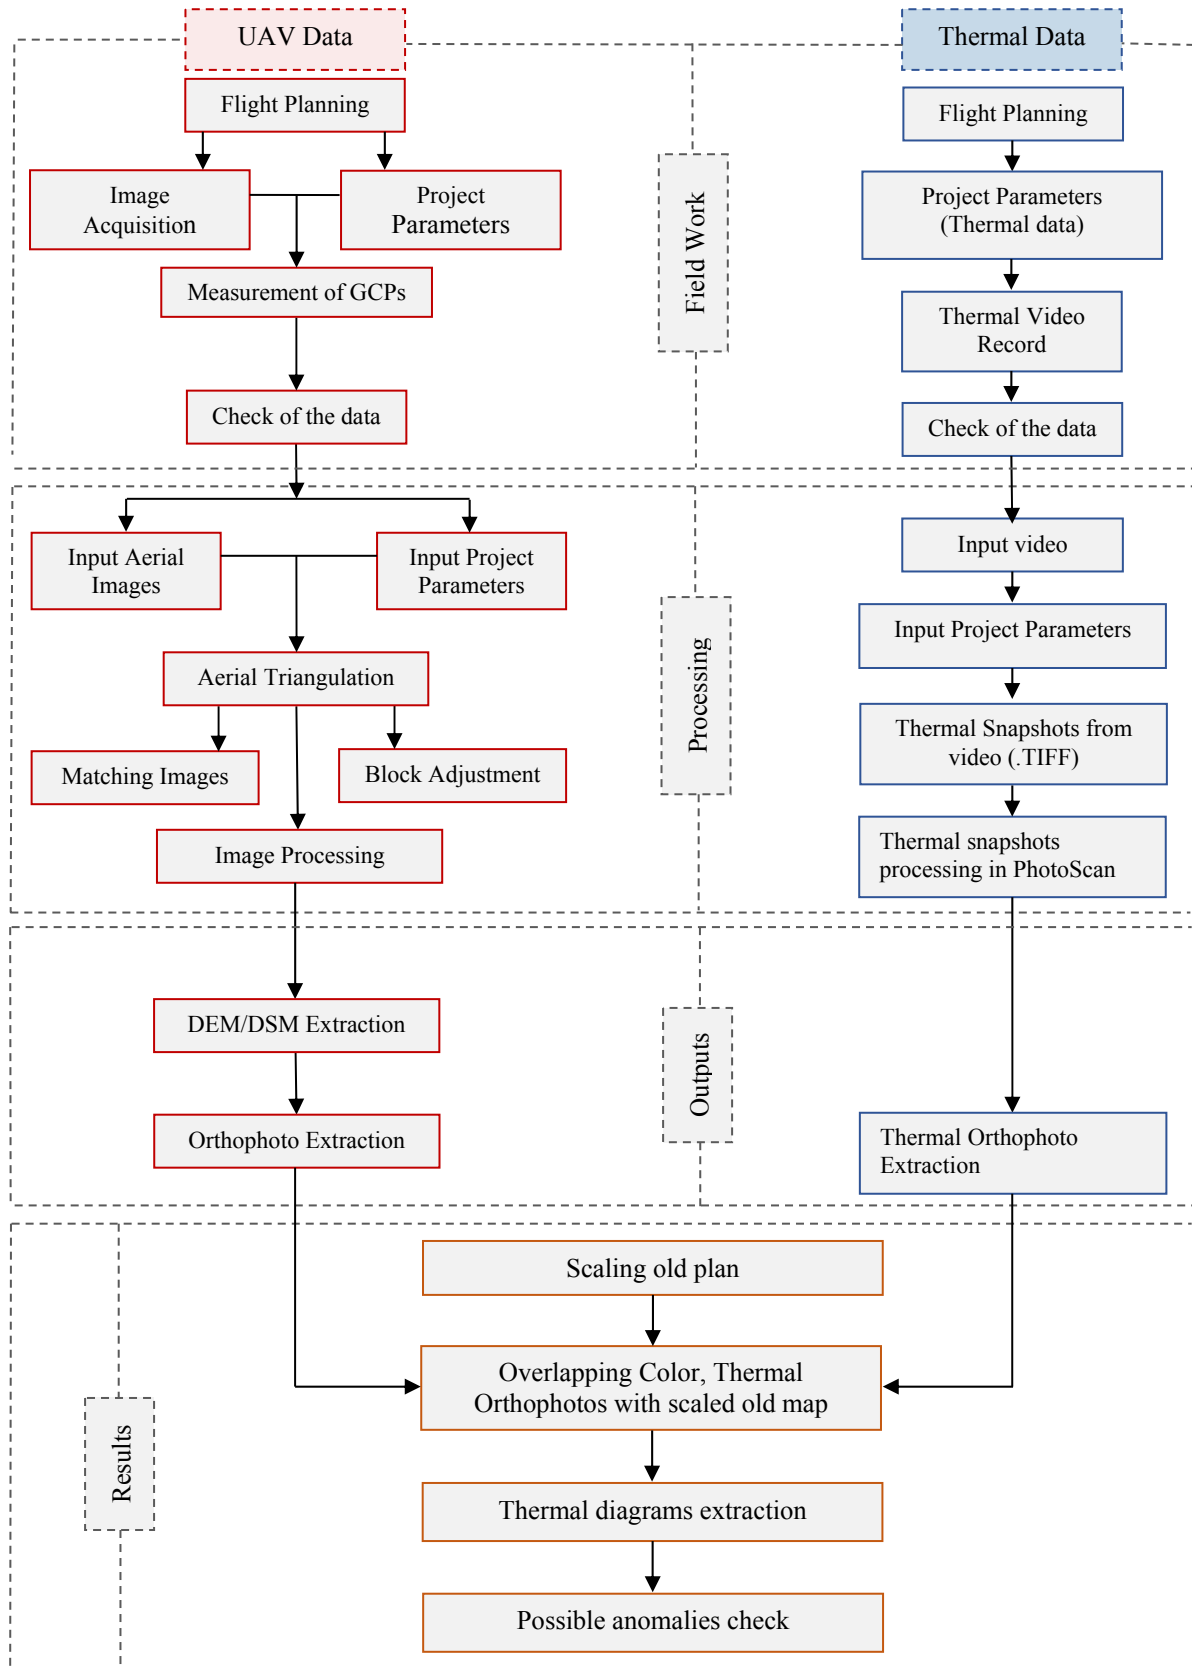 UAV Data
Thermal Data
Flight Planning
Flight Planning
Image
Acquisition
Project
Parameters
Project Parameters
(Thermal data)
Field Work
Measurement of GCPs
Thermal Video
Record
Check of the data
Check of the data
Input Aerial
Images
Input Project
Parameters
Input video
Processing
Input Project Parameters
Aerial Triangulation
Thermal Snapshots from
video (.TIFF)
Matching Images
Block Adjustment
Image Processing
Thermal snapshots
processing in PhotoScan
DEM/DSM Extraction
Outputs
Orthophoto Extraction
Thermal Orthophoto
Extraction
Scaling old plan
Overlapping Color, Thermal
Orthophotos with scaled old map
Results
Thermal diagrams extraction
Possible anomalies check